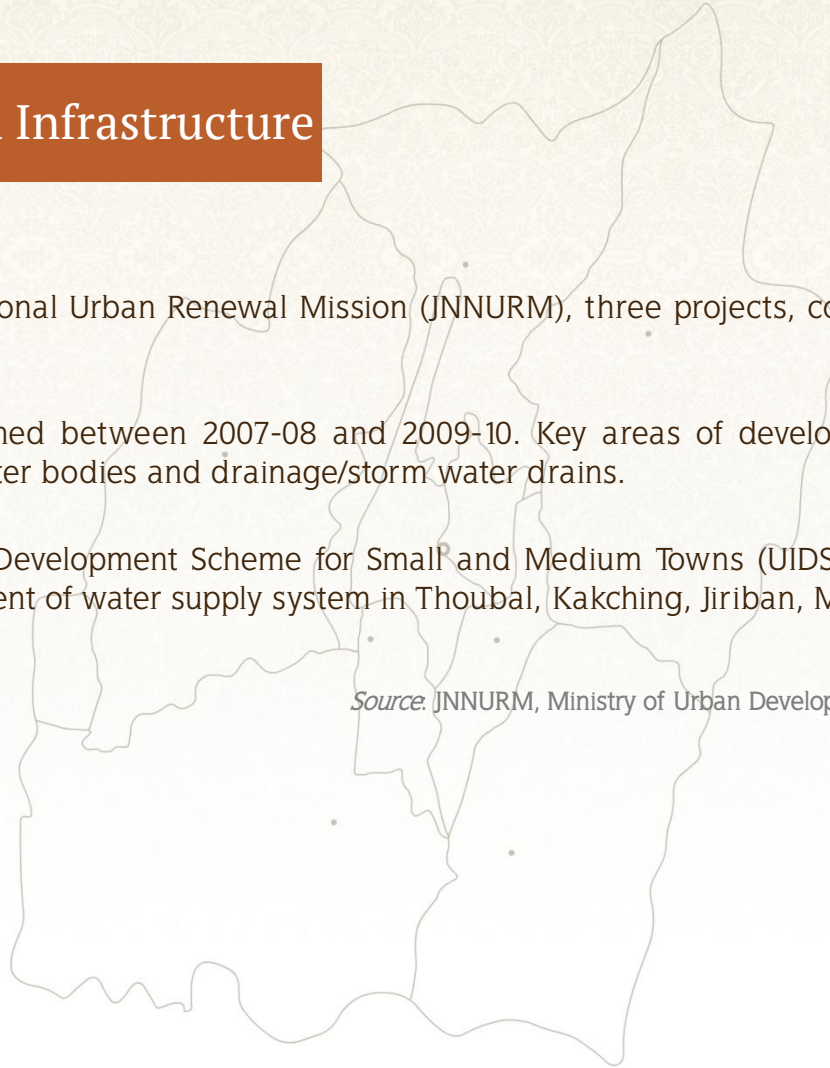 Infrastructure
onal Urban Renewal Mission (JNNURM), three projects, co
ned between 2007-08 and 2009-10. Key areas of develo
ter bodies and drainage/storm water drains.
Development Scheme for Small and Medium Towns (UIDS
ent of water supply system in Thoubal, Kakching, Jiriban, M
Source: JNNURM, Ministry of Urban Develop